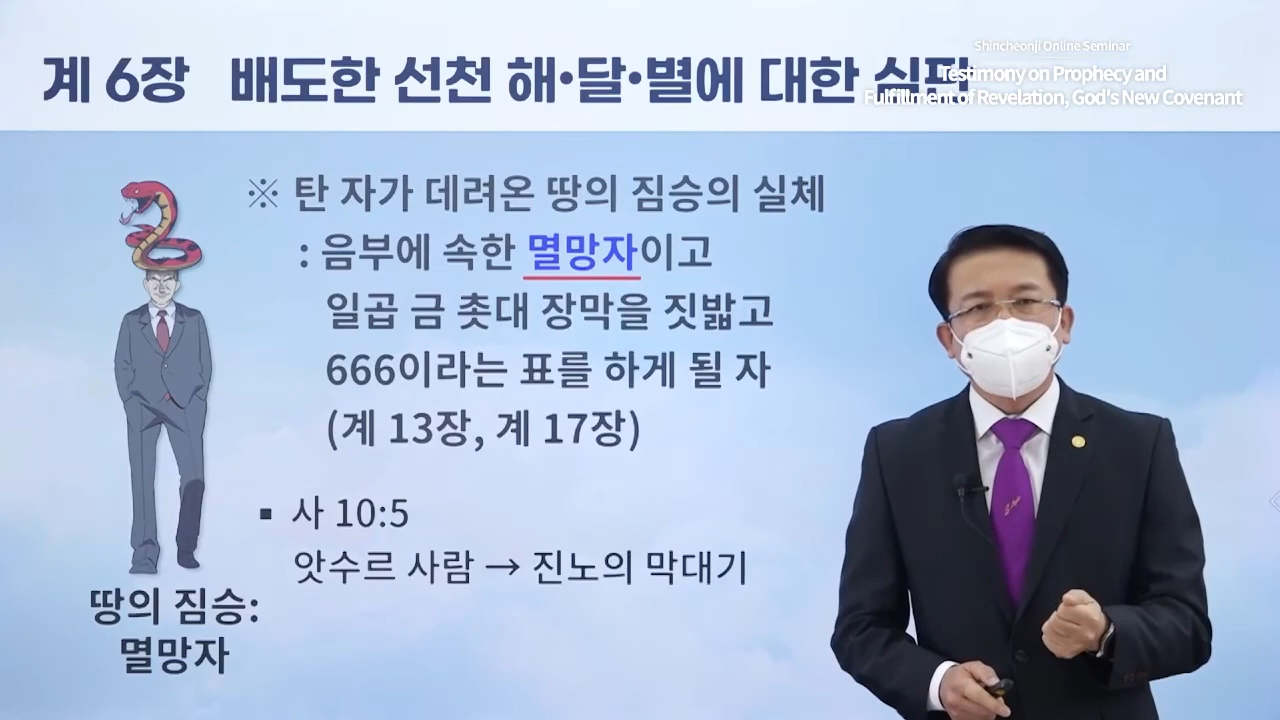 계 6장 배도한 선천 해·달·별에 대한 심판
Shincheonji Online Seminar
Testimony on Prophecy and
Fulfillment of Revelation, God's New Covenant
※ 탄 자가 데려온 땅의 짐승의 실체
: 음부에 속한 멸망자이고
일곱 금 촛대 장막을 짓밟고
666이라는 표를 하게 될 자
(계 13장, 계 17장)
▪ 사 10:5
앗수르 사람 → 진노의 막대기
땅의 짐승:
멸망자